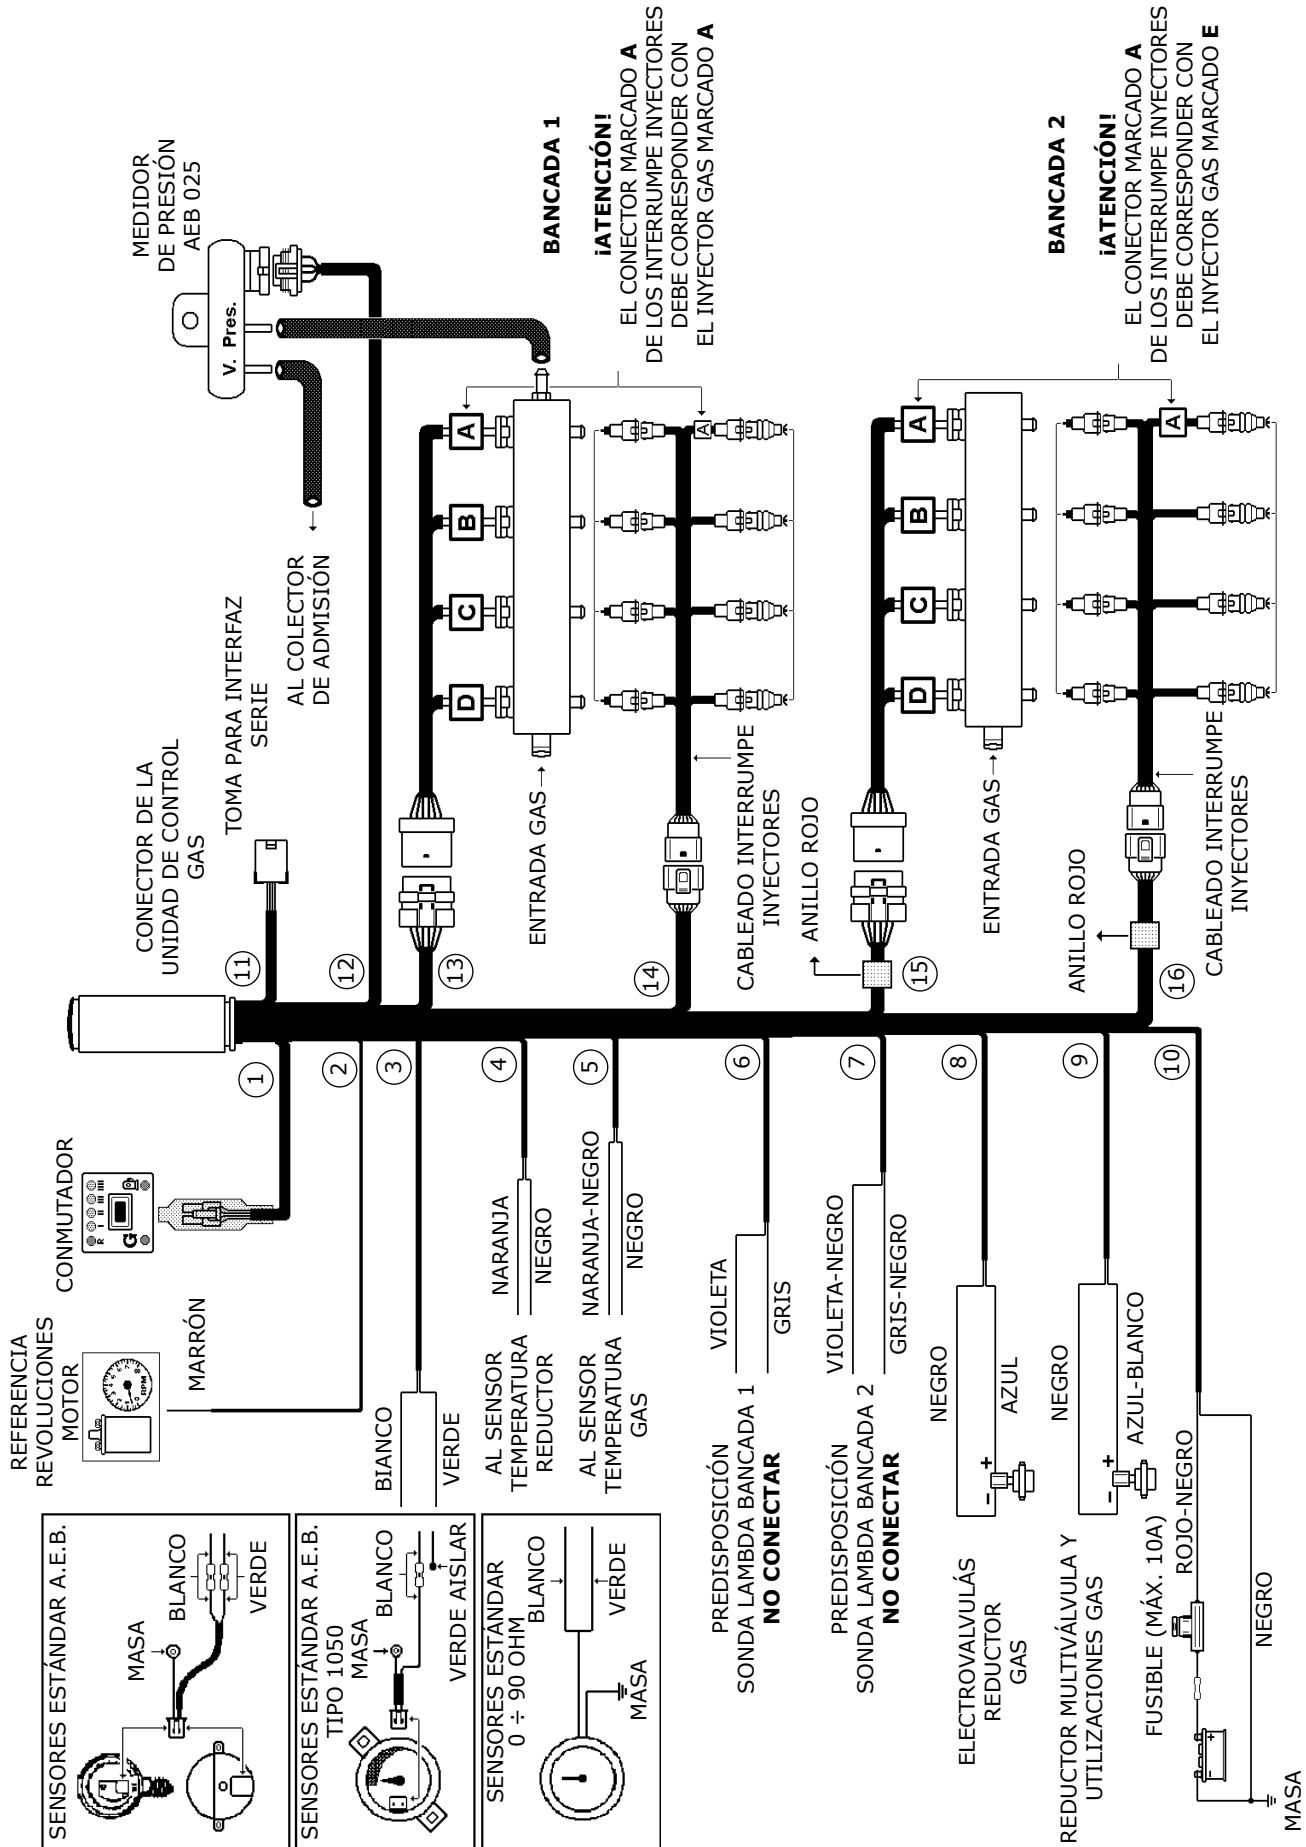 SENSORES ESTÁNDAR A.E.B.
MASA
BLANCO
VERDE
SENSORES ESTÁNDAR A.E.B.
TIPO 1050
MASA
BLANCO
VERDE AISLAR
SENSORES ESTÁNDAR
0 ÷ 90 OHM
BLANCO
VERDE
MASA
REFERENCIA
REVOLUCIONES
MOTOR
RPM
MARRÓN
CONMUTADOR
R I II III IIII
BIANCO
VERDE
AL SENSOR
TEMPERATURA
REDUCTOR
NARANJA
NEGRO
AL SENSOR
TEMPERATURA
GAS
NARANJA-NEGRO
NEGRO
PREDISPOSICIÓN
SONDA LAMBDA BANCADA 1
NO CONECTAR
VIOLETA
GRIS
PREDISPOSICIÓN
SONDA LAMBDA BANCADA 2
NO CONECTAR
VIOLETA-NEGRO
GRIS-NEGRO
ELECTROVALVULÁS
REDUCTOR
GAS
NEGRO
AZUL
- +
REDUCTOR MULTIVÁLVULA Y
UTILIZACIONES GAS
NEGRO
AZUL-BLANCO
- +
FUSIBLE (MÁX. 10A)
ROJO-NEGRO
NEGRO
- +
MASA
1
2
3
4
5
6
7
8
9
10
11
12
13
14
15
16
CONECTOR DE LA
UNIDAD DE CONTROL
GAS
TOMA PARA INTERFAZ
SERIE
AL COLECTOR
DE ADMISIÓN
MEDIDOR
DE PRESIÓN
AEB 025
V. Pres.
D C B A
ENTRADA GAS
A
CABLEADO INTERRUMPE
INYECTORES
BANCADA 1
¡ATENCIÓN!
EL CONECTOR MARCADO A
DE LOS INTERRUMPE INYECTORES
DEBE CORRESPONDER CON
EL INYECTOR GAS MARCADO A
ANILLO ROJO
D C B A
ENTRADA GAS
ANILLO ROJO
A
CABLEADO INTERRUMPE
INYECTORES
BANCADA 2
¡ATENCIÓN!
EL CONECTOR MARCADO A
DE LOS INTERRUMPE INYECTORES
DEBE CORRESPONDER CON
EL INYECTOR GAS MARCADO E